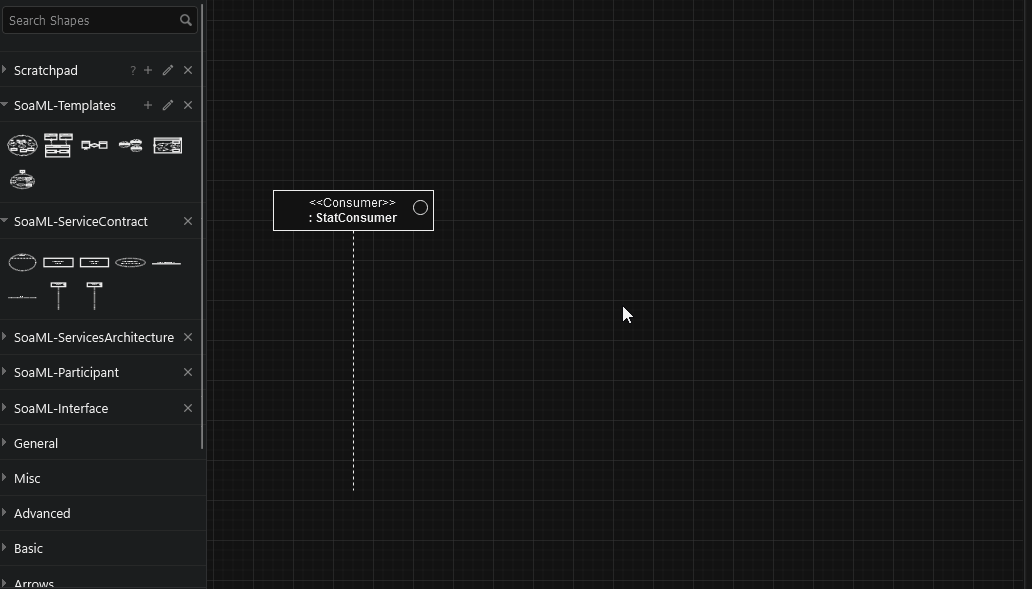 Search Shapes
Scratchpad
?
SoaML-Templates
SoaML-ServiceContract
SoaML-ServicesArchitecture
SoaML-Participant
SoaML-Interface
General
Misc
Advanced
Basic
Arrows
<<Consumer>>
: StatConsumer